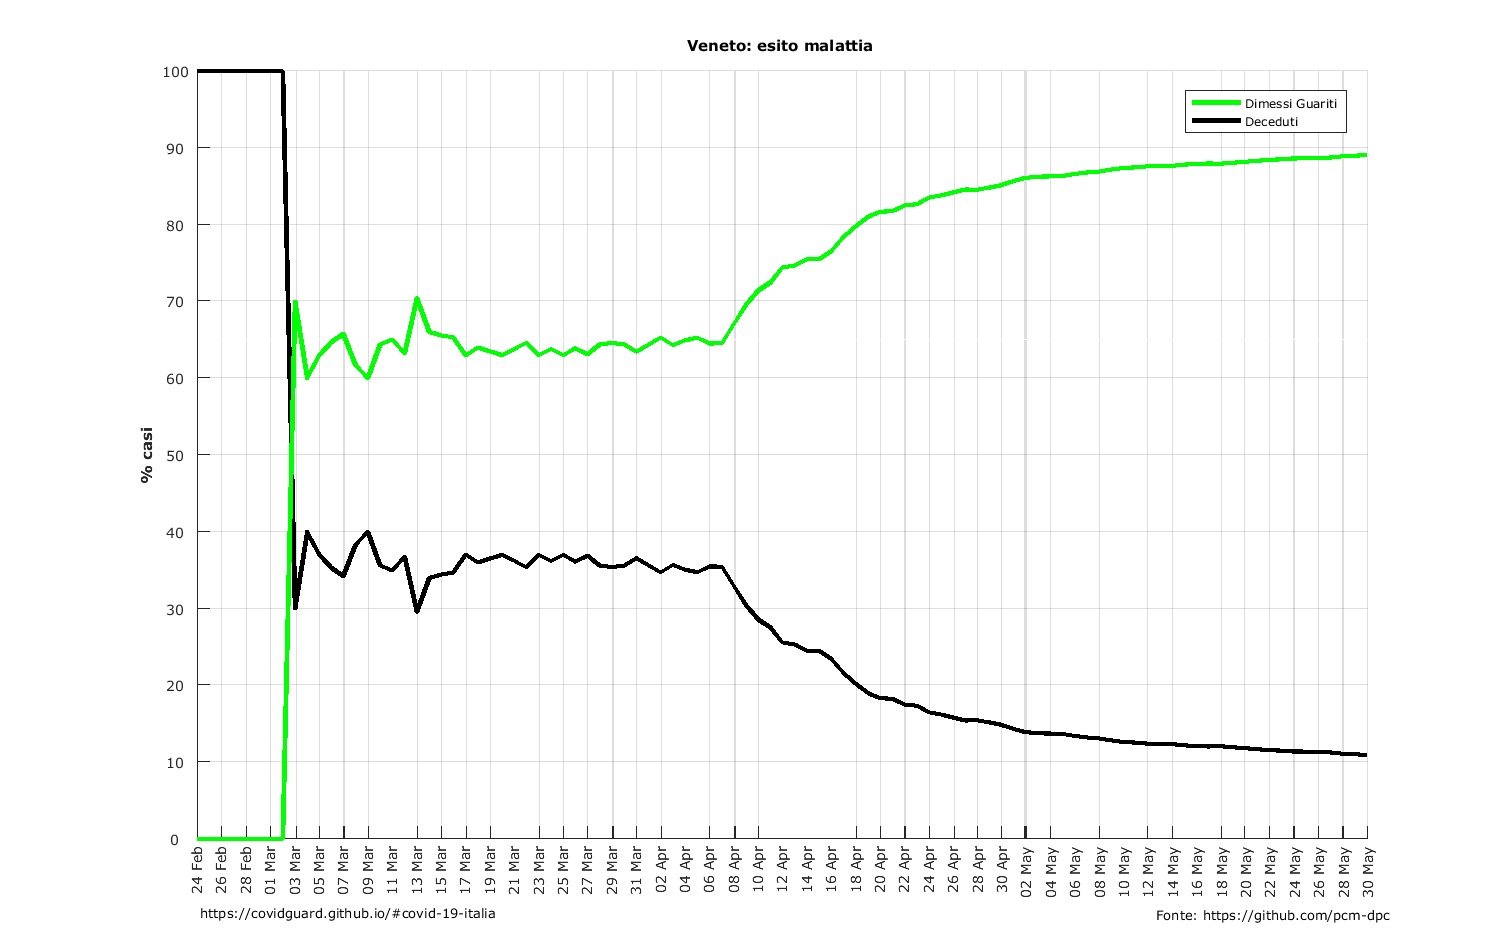 Veneto: esito malattia
Dimessi Guariti
Deceduti
% casi
100
90
80
70
60
50
40
30
20
10
0
24 Feb
26 Feb
28 Feb
01 Mar
03 Mar
05 Mar
07 Mar
09 Mar
11 Mar
13 Mar
15 Mar
17 Mar
19 Mar
21 Mar
23 Mar
25 Mar
27 Mar
29 Mar
31 Mar
02 Apr
04 Apr
06 Apr
08 Apr
10 Apr
12 Apr
14 Apr
16 Apr
18 Apr
20 Apr
22 Apr
24 Apr
26 Apr
28 Apr
30 Apr
02 May
04 May
06 May
08 May
10 May
12 May
14 May
16 May
18 May
20 May
22 May
24 May
26 May
28 May
30 May
https://covidguard.github.io/#covid-19-italia
Fonte: https://github.com/pcm-dpc